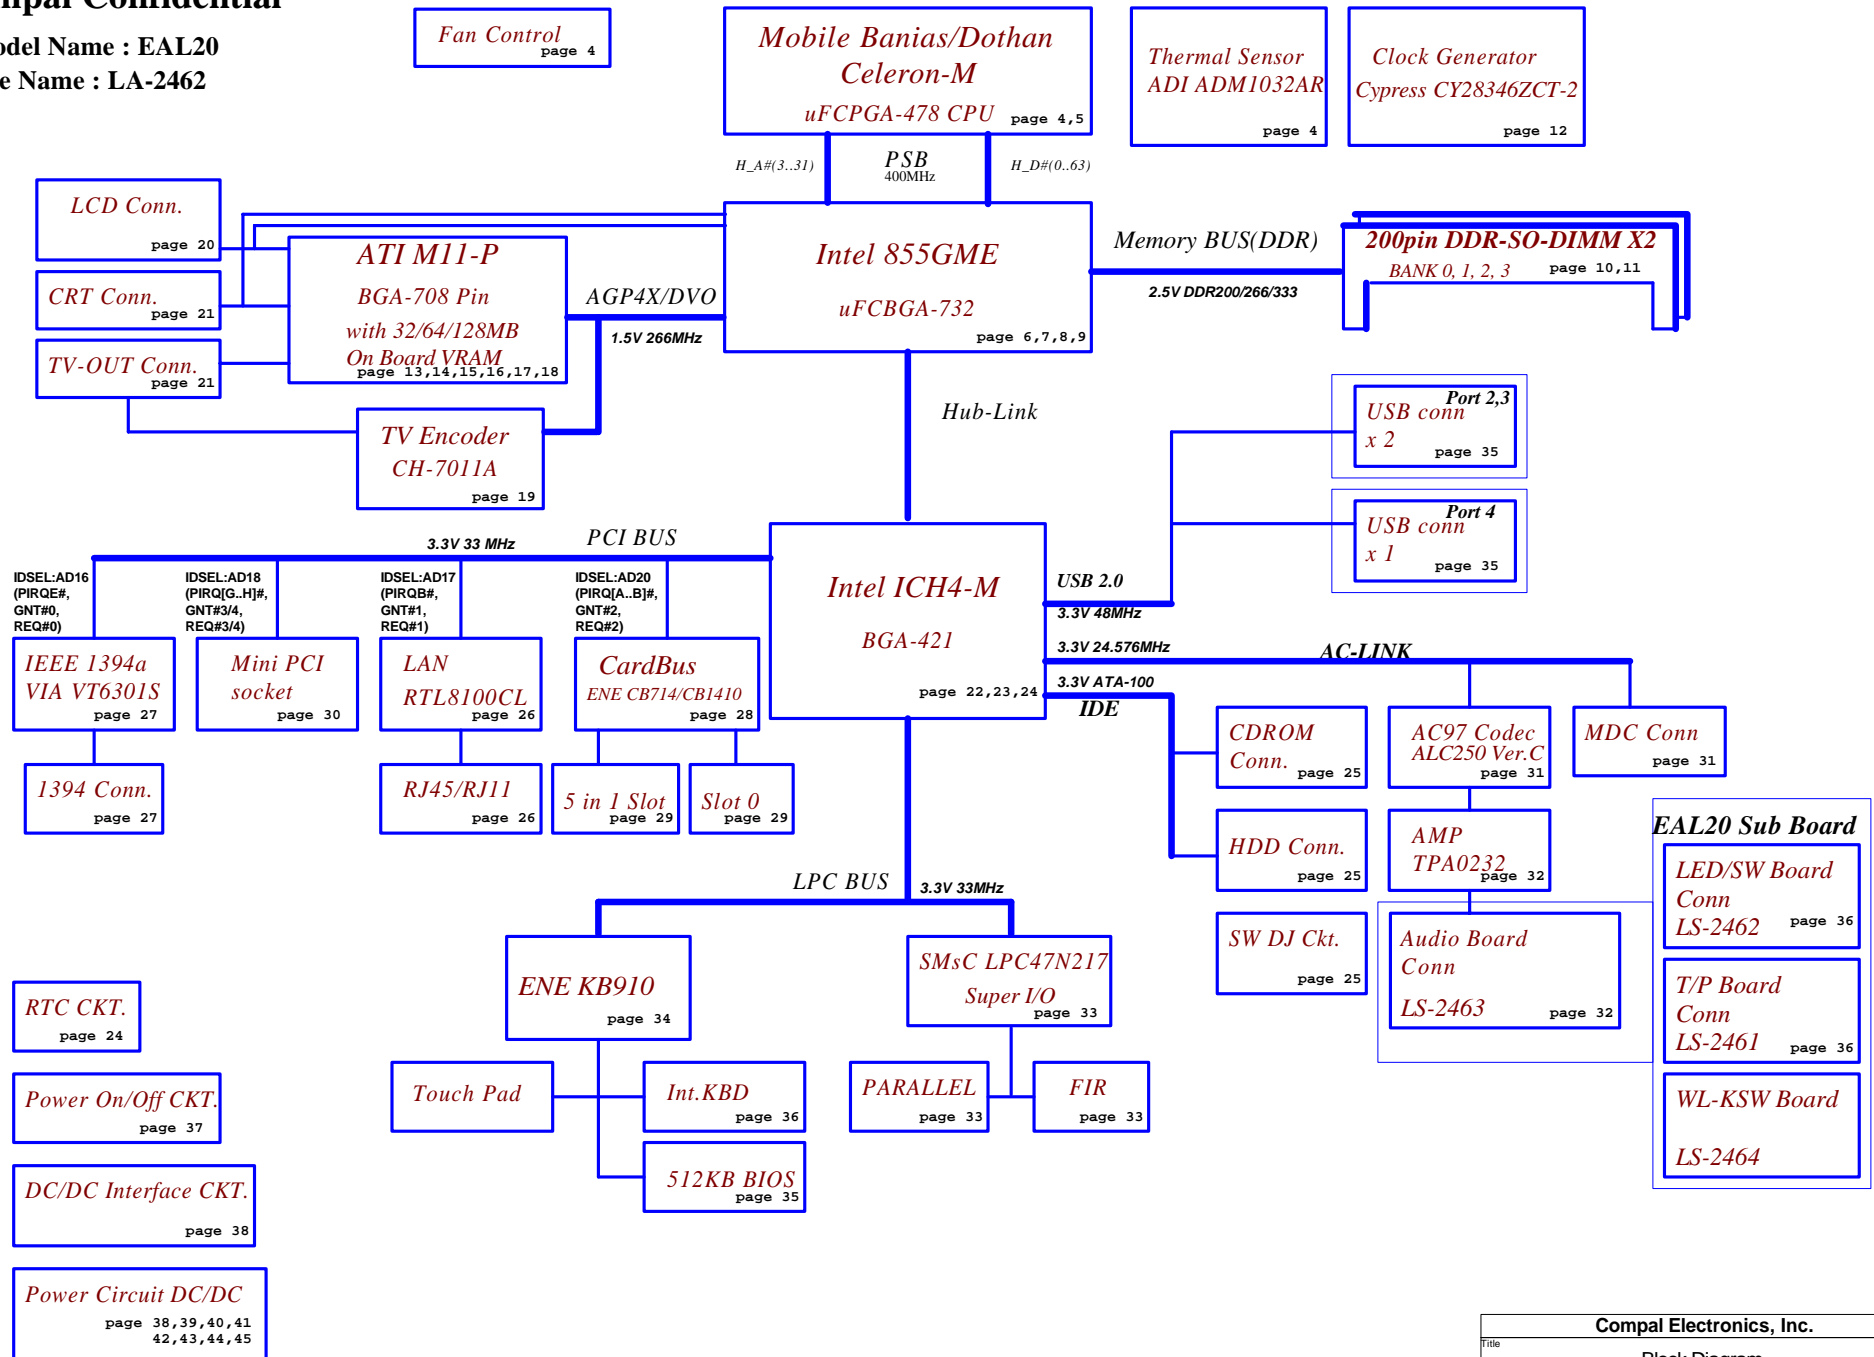 Confidential
Model Name : EAL20
Name : LA-2462
Fan Control
page 4
Mobile Banias/Dothan
Celeron-M
uFCPGA-478 CPU
page 4,5
Thermal Sensor
ADI ADM1032AR
page 4
Clock Generator
Cypress CY28346ZCT-2
page 12
H_A#(3..31)
PSB
400MHz
H_D#(0..63)
LCD Conn.
page 20
CRT Conn.
page 21
TV-OUT Conn.
page 21
ATI M11-P
BGA-708 Pin
with 32/64/128MB
On Board VRAM
page 13,14,15,16,17,18
AGP4X/DVO
1.5V 266MHz
Intel 855GME
uFCBGA-732
page 6,7,8,9
Memory BUS(DDR)
2.5V DDR200/266/333
200pin DDR-SO-DIMM X2
BANK 0, 1, 2, 3
page 10,11
TV Encoder
CH-7011A
page 19
Hub-Link
Port 2,3
USB conn
x 2
page 35
Port 4
USB conn
x 1
page 35
3.3V 33 MHz
PCI BUS
IDSEL:AD16
(PIRQE#,
GNT#0,
REQ#0)
IDSEL:AD18
(PIRQ[G..H]#,
GNT#3/4,
REQ#3/4)
IDSEL:AD17
(PIRQB#,
GNT#1,
REQ#1)
IDSEL:AD20
(PIRQ[A..B]#,
GNT#2,
REQ#2)
Intel ICH4-M
BGA-421
page 22,23,24
USB 2.0
3.3V 48MHz
3.3V 24.576MHz
AC-LINK
3.3V ATA-100
IDE
IEEE 1394a
VIA VT6301S
page 27
Mini PCI
socket
page 30
LAN
RTL8100CL
page 26
CardBus
ENE CB714/CB1410
page 28
1394 Conn.
page 27
RJ45/RJ11
page 26
5 in 1 Slot
page 29
Slot 0
page 29
CDROM
Conn.
page 25
AC97 Codec
ALC250 Ver.C
page 31
MDC Conn
page 31
HDD Conn.
page 25
AMP
TPA0232
page 32
EAL20 Sub Board
LED/SW Board
Conn
LS-2462
page 36
LPC BUS
3.3V 33MHz
SW DJ Ckt.
page 25
Audio Board
Conn
LS-2463
page 32
T/P Board
Conn
LS-2461
page 36
WL-KSW Board
LS-2464
ENE KB910
page 34
SMsC LPC47N217
Super I/O
page 33
RTC CKT.
page 24
Touch Pad
Int.KBD
page 36
PARALLEL
page 33
FIR
page 33
Power On/Off CKT.
page 37
512KB BIOS
page 35
DC/DC Interface CKT.
page 38
Power Circuit DC/DC
page 38,39,40,41
42,43,44,45
Compal Electronics, Inc.
Title
Block Diagram